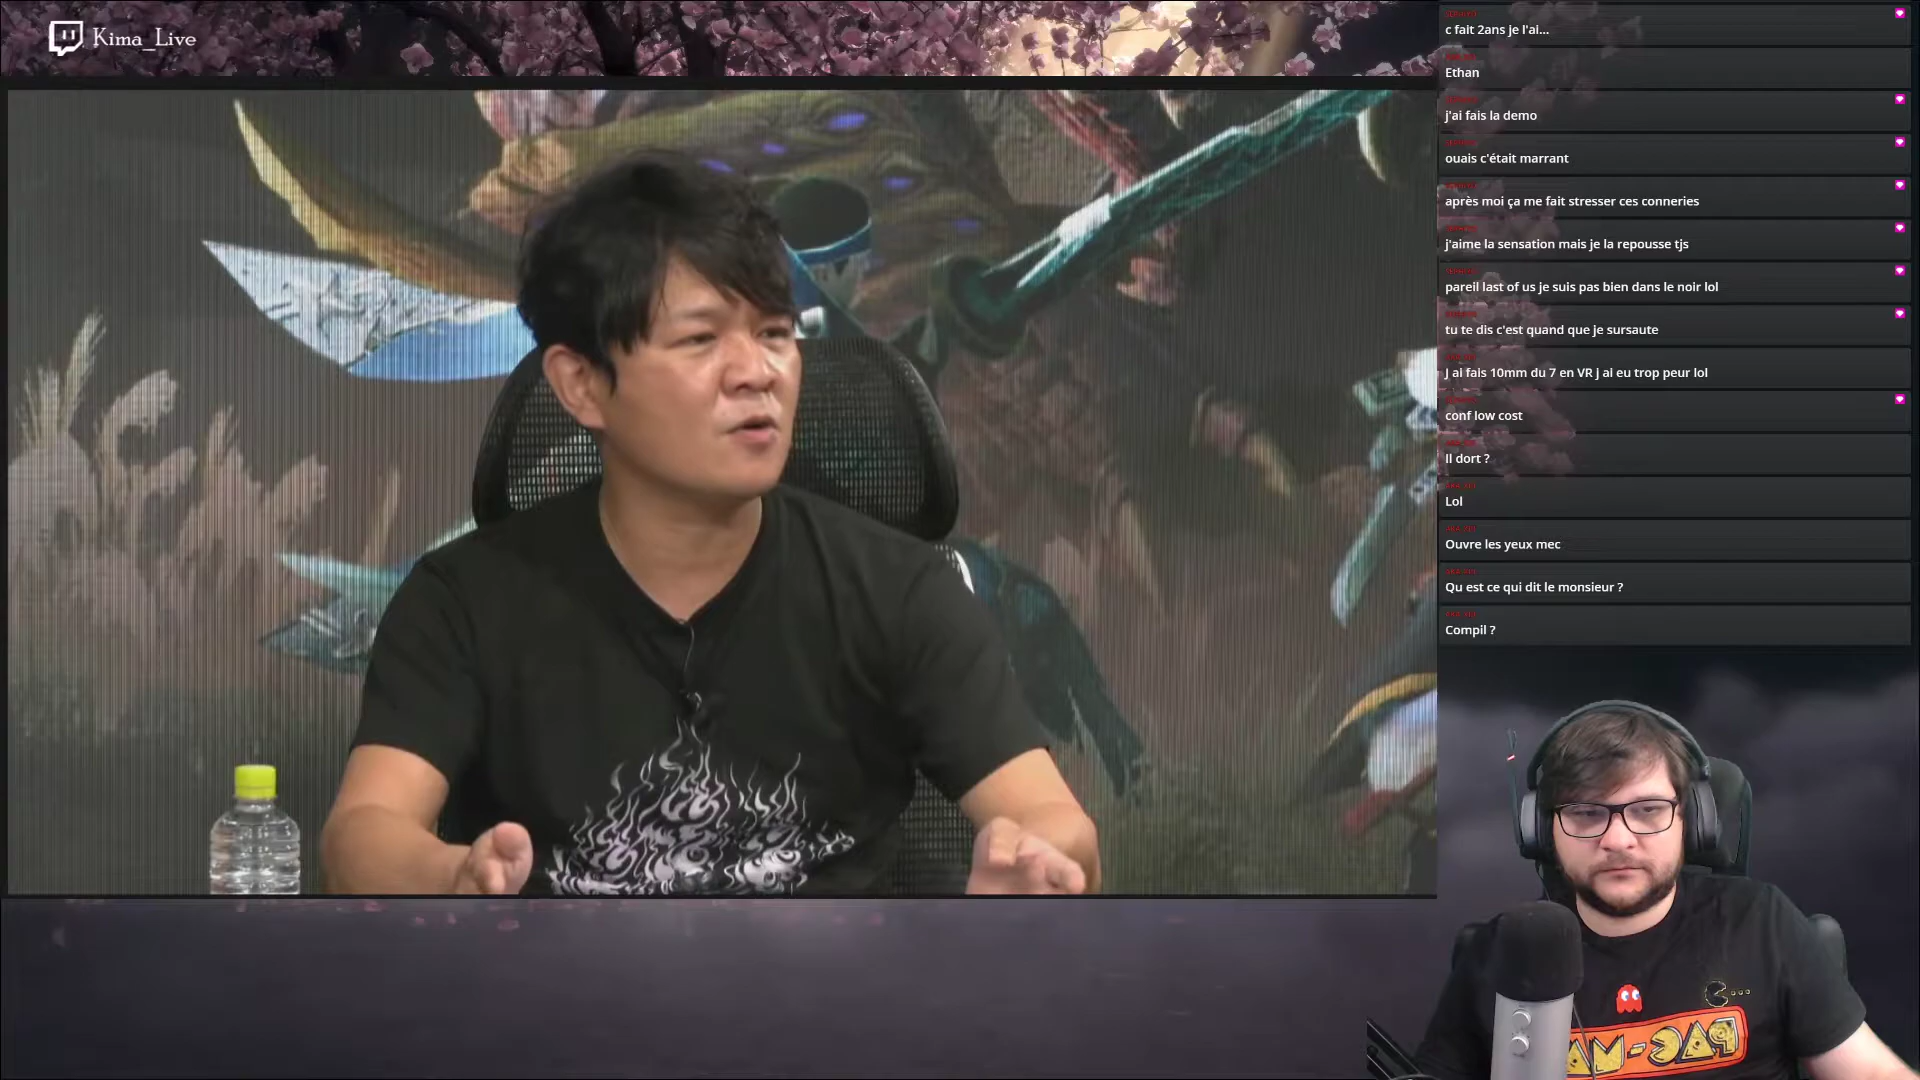 Kima_Live
c fait 2ans je l'ai...
Ethan
j'ai fais la demo
ouais c'était marrant
après moi ça me fait stresser ces conneries
j'aime la sensation mais je la repousse tjs
pareil last of us je suis pas bien dans le noir lol
tu te dis c'est quand que je sursaute
J ai fais 10mm du 7 en VR j ai eu trop peur lol
conf low cost
Il dort ?
Lol
Ouvre les yeux mec
Qu est ce qui dit le monsieur ?
Compil ?
PAC-MAN